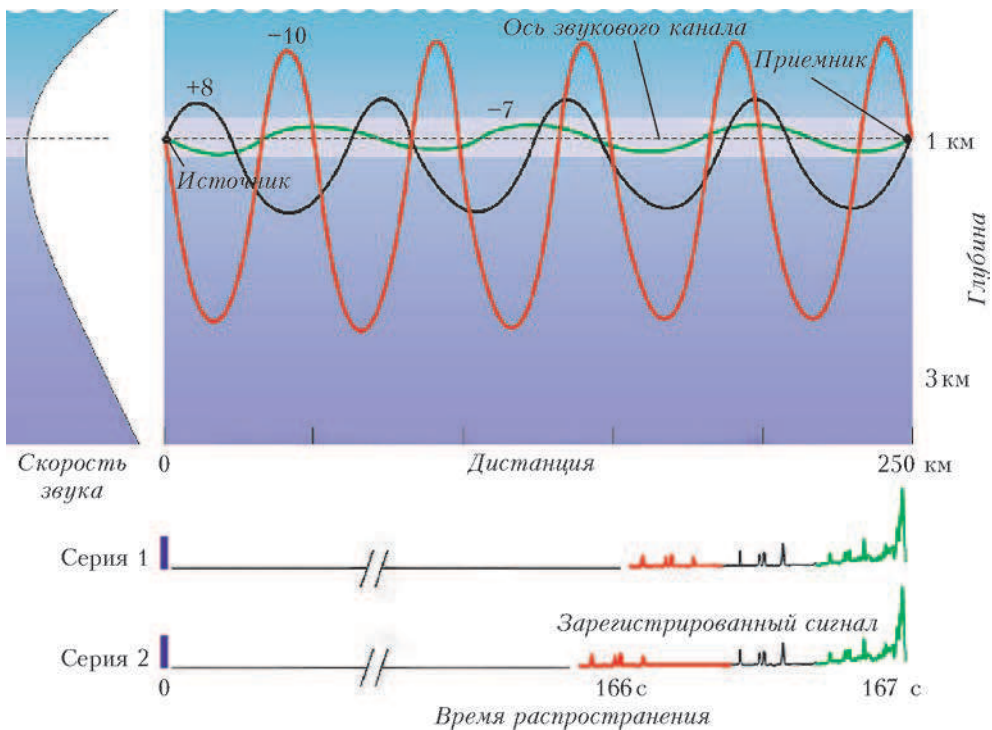 Ось звукового канала
−10
Приемник
+8
−7
Источник
1 км
Глубина
3 км
Скорость
звука
0
Дистанция
250 км
Серия 1
Зарегистрированный сигнал
Серия 2
0
166 с
167 с
Время распространения